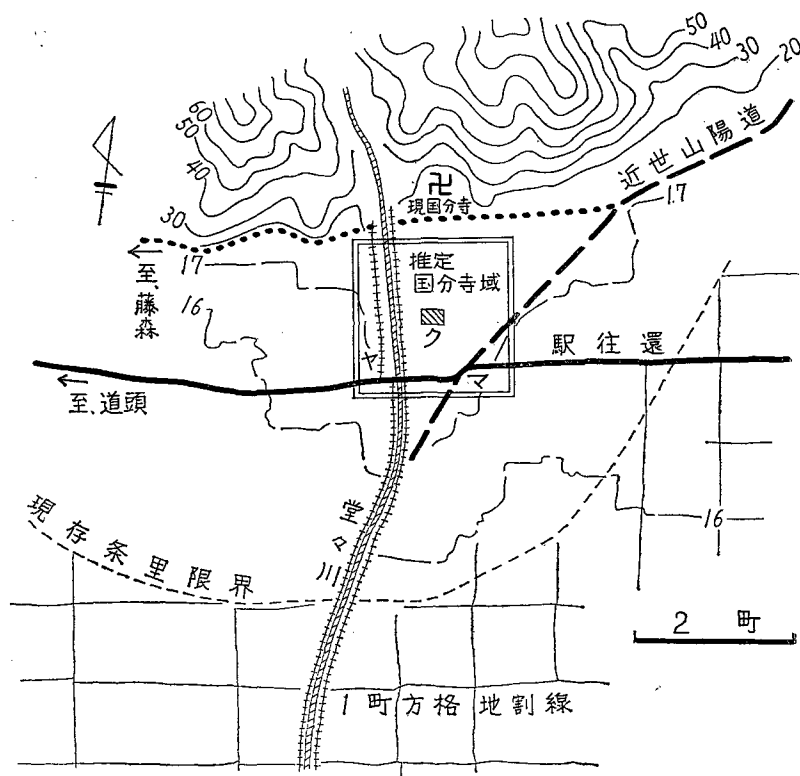 50
40
30
20
60
50
40
30
近世山陽道
卍
現国分寺
17
17
16
←
至、藤森
推定
国分寺域
ク
ヤ
マ
駅往還
←
至、道頭
堂々川
現存条里限界
16
2町
1町方格地割線